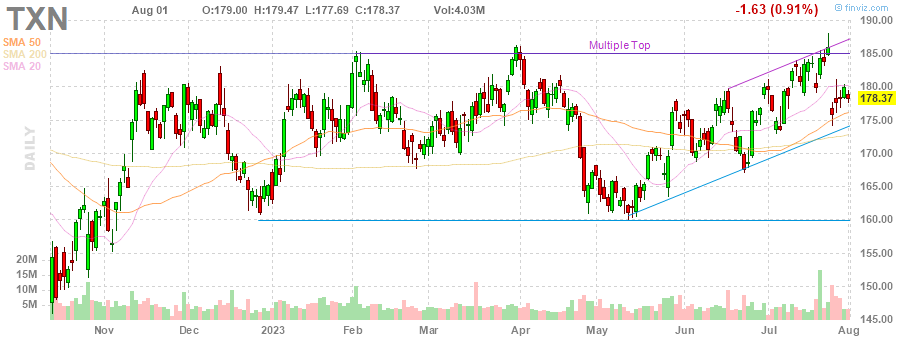 TXN
Aug 01 O:179.00 H:179.47 L:177.69 C:178.37 Vol:4.03M
-1.63 (0.91%)
finviz.com
SMA 50
SMA 200
SMA 20
DAILY
Multiple Top
190.00
185.00
180.00
178.37
175.00
170.00
165.00
160.00
155.00
150.00
145.00
20M
15M
10M
5M
Nov Dec 2023 Feb Mar Apr May Jun Jul Aug